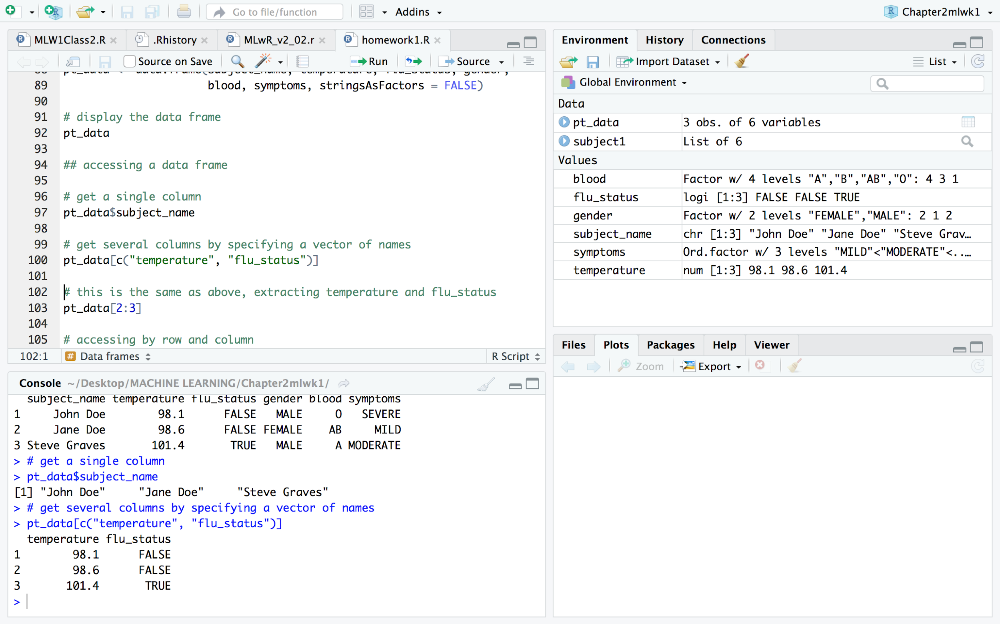 Go to file/function
Addins
Chapter2mlwk1
MLW1Class2.R
.Rhistory
MLwR_v2_02.r
homework1.R
Source on Save
Run
Source
89 blood, symptoms, stringsAsFactors = FALSE)
90
91 # display the data frame
92 pt_data
93
94 ## accessing a data frame
95
96 # get a single column
97 pt_data$subject_name
98
99 # get several columns by specifying a vector of names
100 pt_data[c("temperature", "flu_status")]
101
102 # this is the same as above, extracting temperature and flu_status
103 pt_data[2:3]
104
105 # accessing by row and column
102:1 # Data frames R Script
Console ~/Desktop/MACHINE LEARNING/Chapter2mlwk1/
subject_name temperature flu_status gender blood symptoms
1 John Doe 98.1 FALSE MALE O SEVERE
2 Jane Doe 98.6 FALSE FEMALE AB MILD
3 Steve Graves 101.4 TRUE MALE A MODERATE
> # get a single column
> pt_data$subject_name
[1] "John Doe" "Jane Doe" "Steve Graves"
> # get several columns by specifying a vector of names
> pt_data[c("temperature", "flu_status")]
temperature flu_status
1 98.1 FALSE
2 98.6 FALSE
3 101.4 TRUE
>
Environment History Connections
Import Dataset List
Global Environment
Data
pt_data 3 obs. of 6 variables
subject1 List of 6
Values
blood Factor w/ 4 levels "A","B","AB","O": 4 3 1
flu_status logi [1:3] FALSE FALSE TRUE
gender Factor w/ 2 levels "FEMALE","MALE": 2 1 2
subject_name chr [1:3] "John Doe" "Jane Doe" "Steve Grav…
symptoms Ord.factor w/ 3 levels "MILD"<"MODERATE"<..…
temperature num [1:3] 98.1 98.6 101.4
Files Plots Packages Help Viewer
Zoom Export